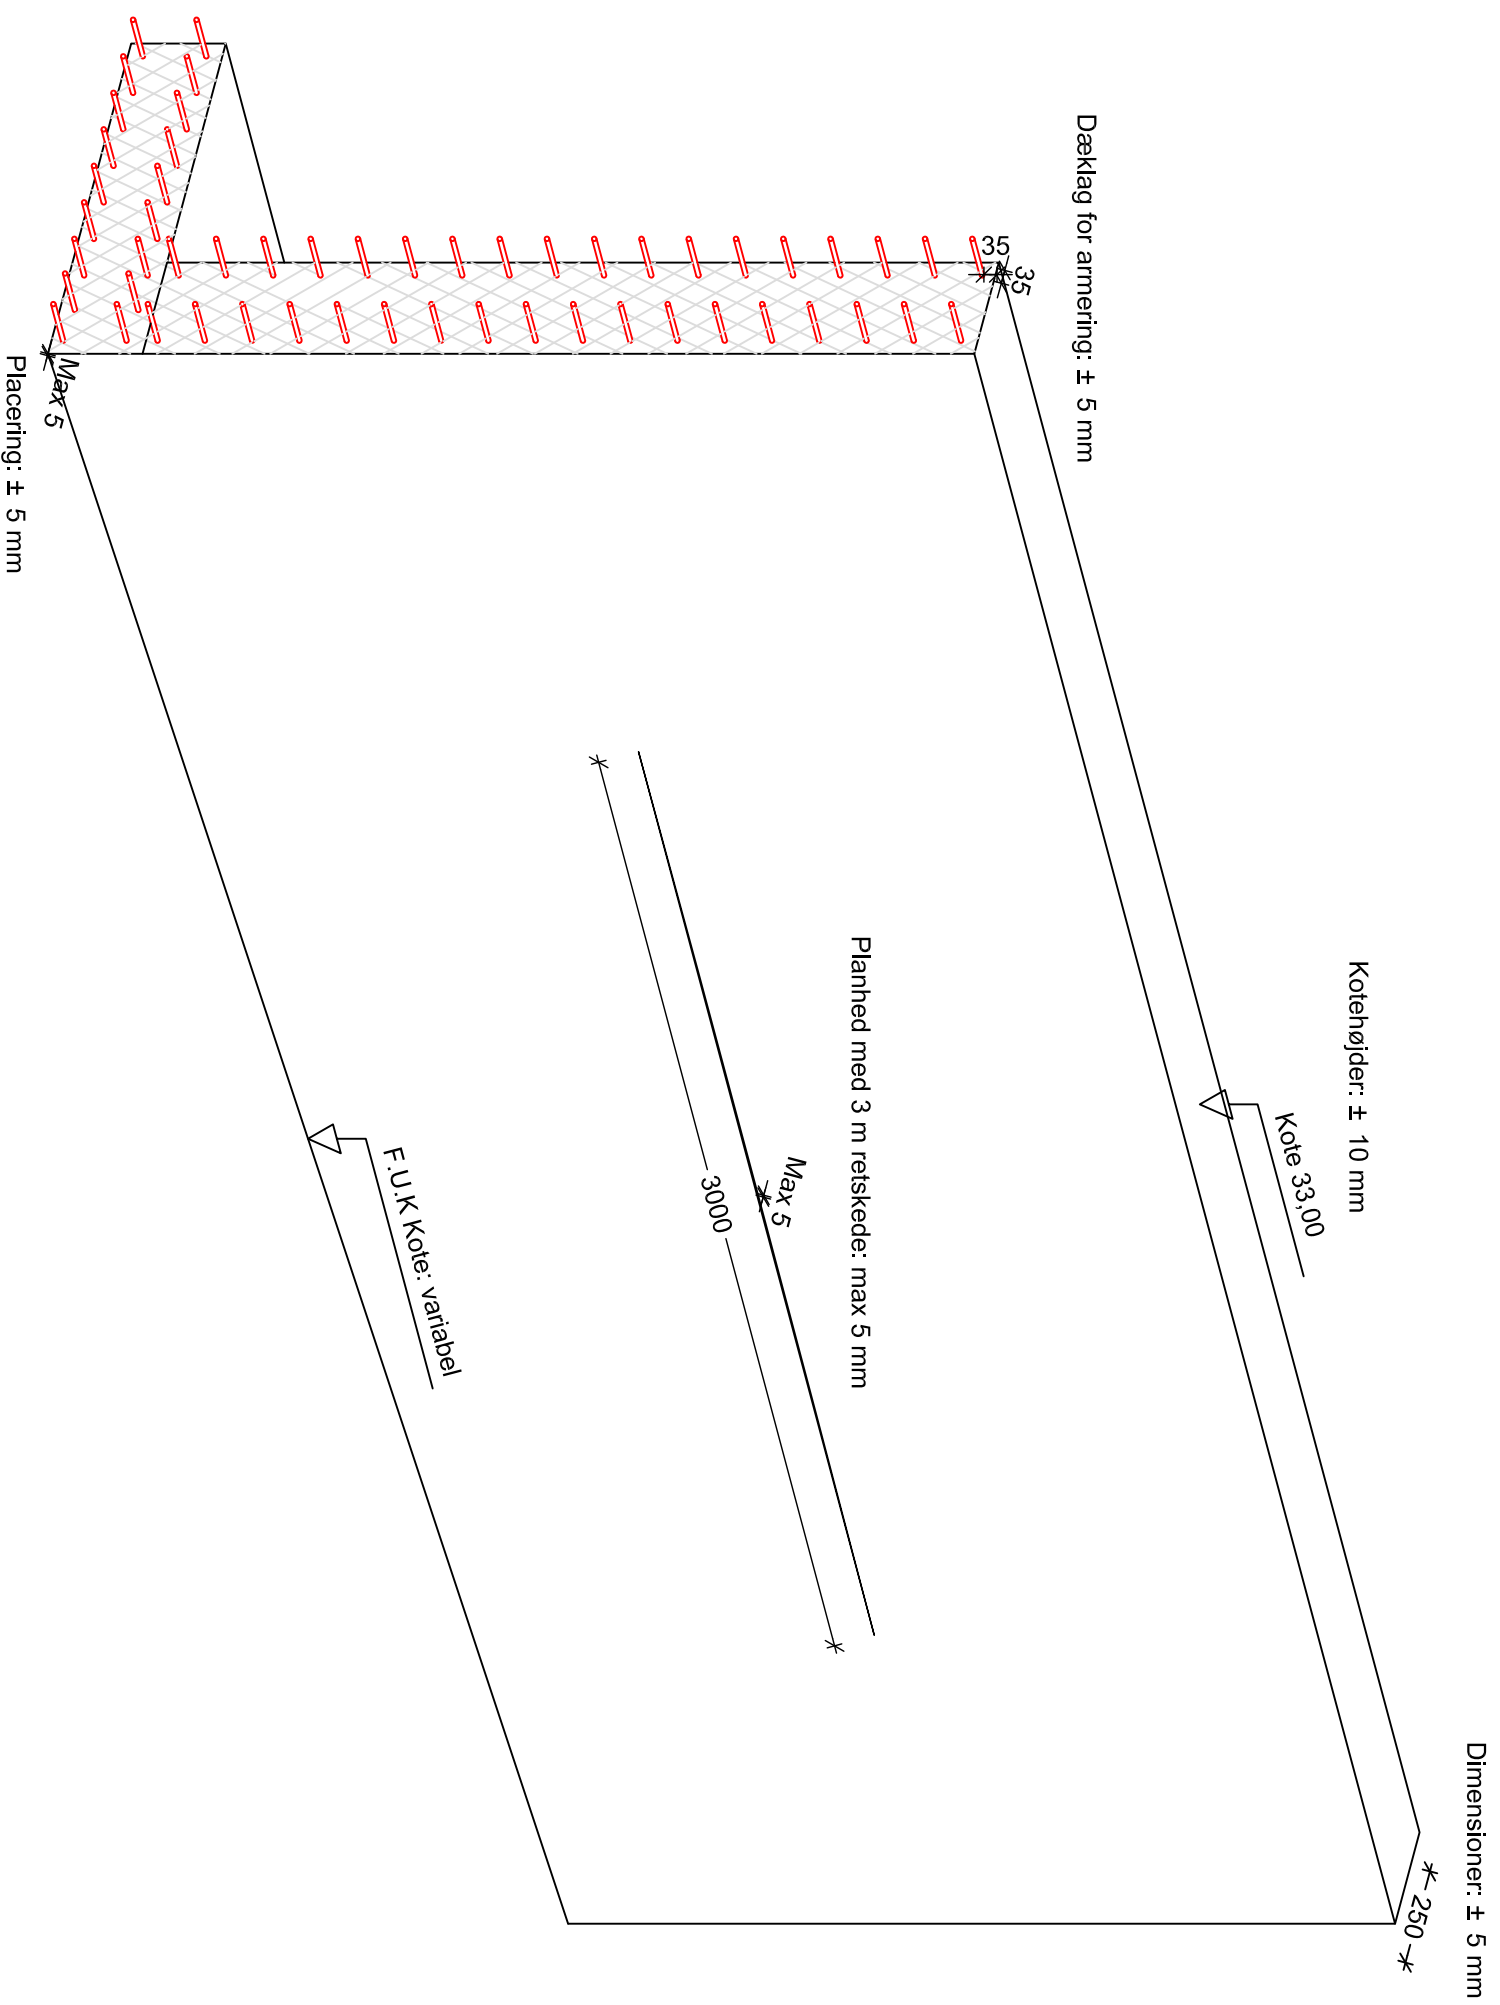 Dimensioner: ± 5 mm
250
Kotehøjder: ± 10 mm
Kote 33,00
Dæklag for armering: ± 5 mm
35
35
Planhed med 3 m retskede: max 5 mm
Max 5
3000
F.U.K Kote: variabel
Max 5
Placering: ± 5 mm